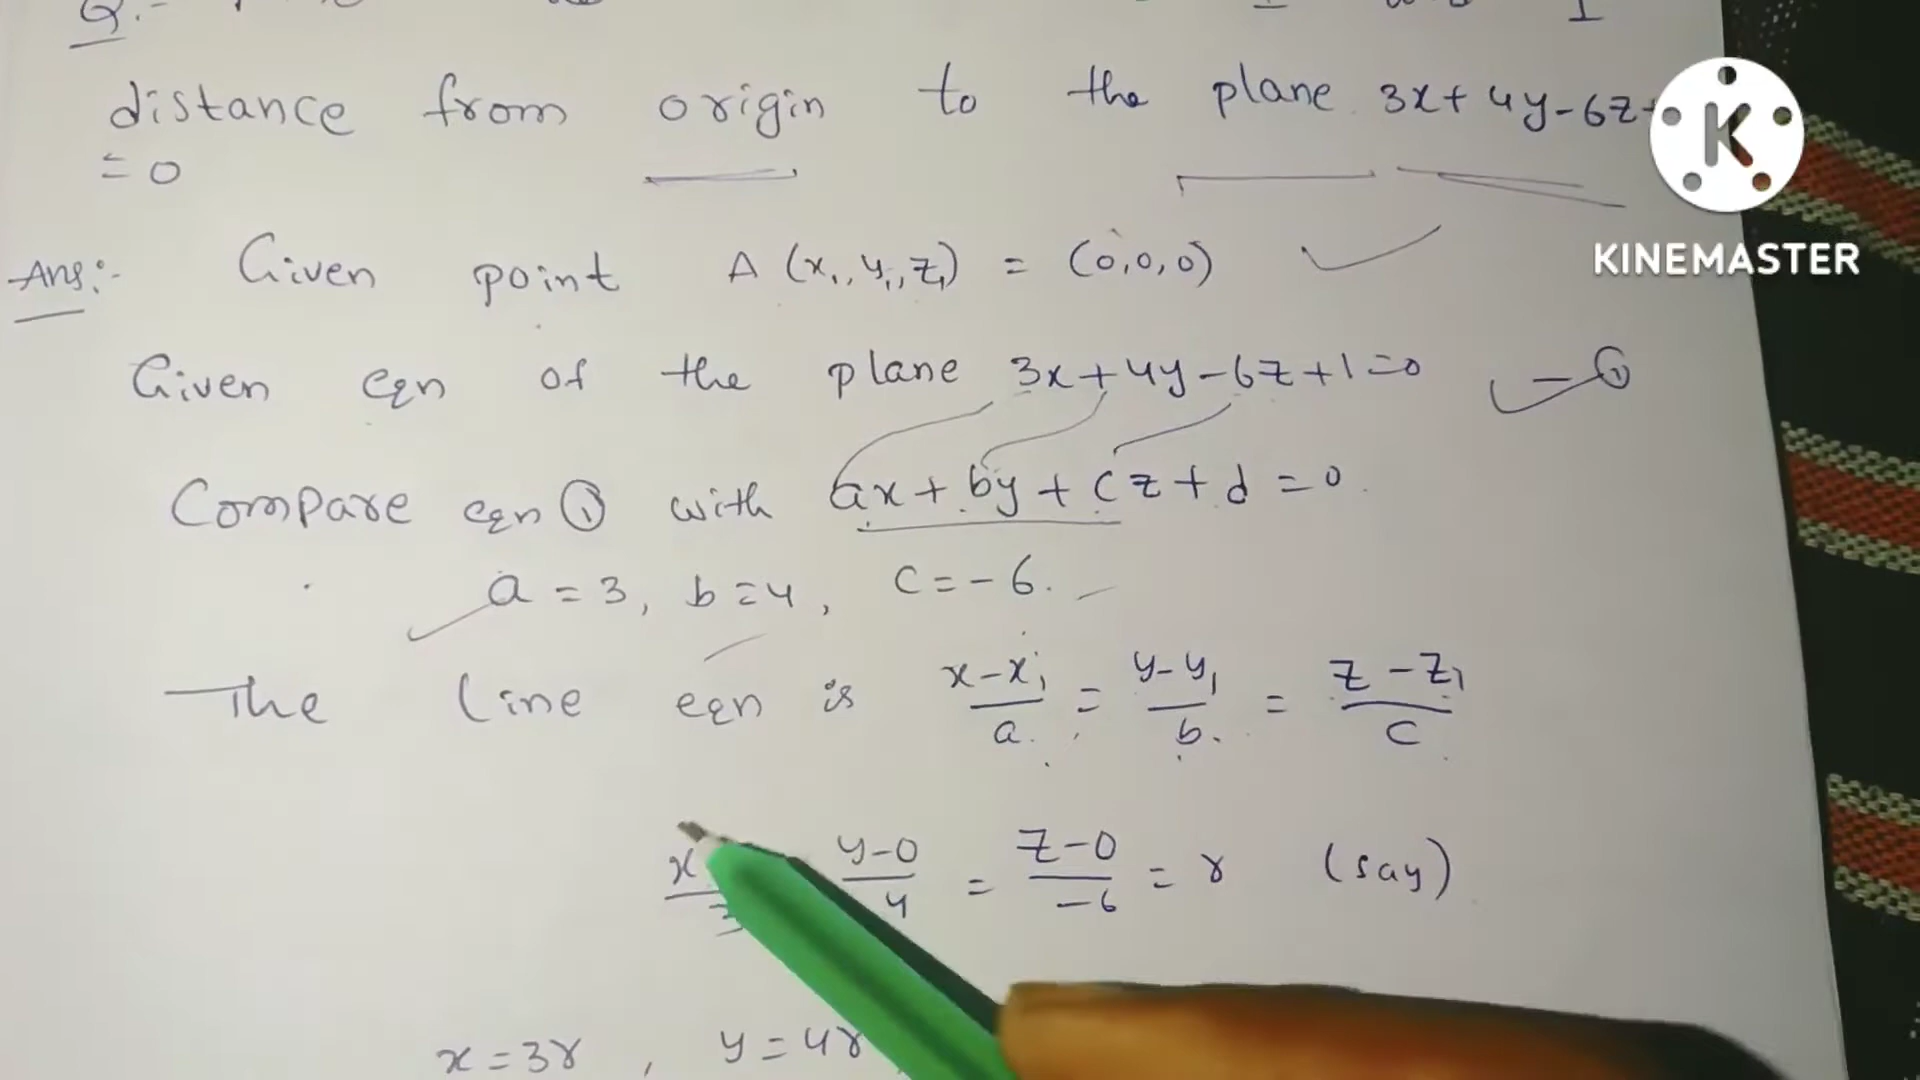 Q:-
distance from origin to the plane 3x+4y-6z+
=0
Ans:- Given point A (x₁, y₁, z₁) = (0,0,0)
Given eqn of the plane 3x+4y-6z+1=0 — ①
Compare eqn ① with ax+by+cz+d=0
a=3, b=4, c=-6.
The line eqn is x-x₁/a = y-y₁/b = z-z₁/c
x y-0/4 = z-0/-6 = r (say)
x=3r, y=4r
K
KINEMASTER